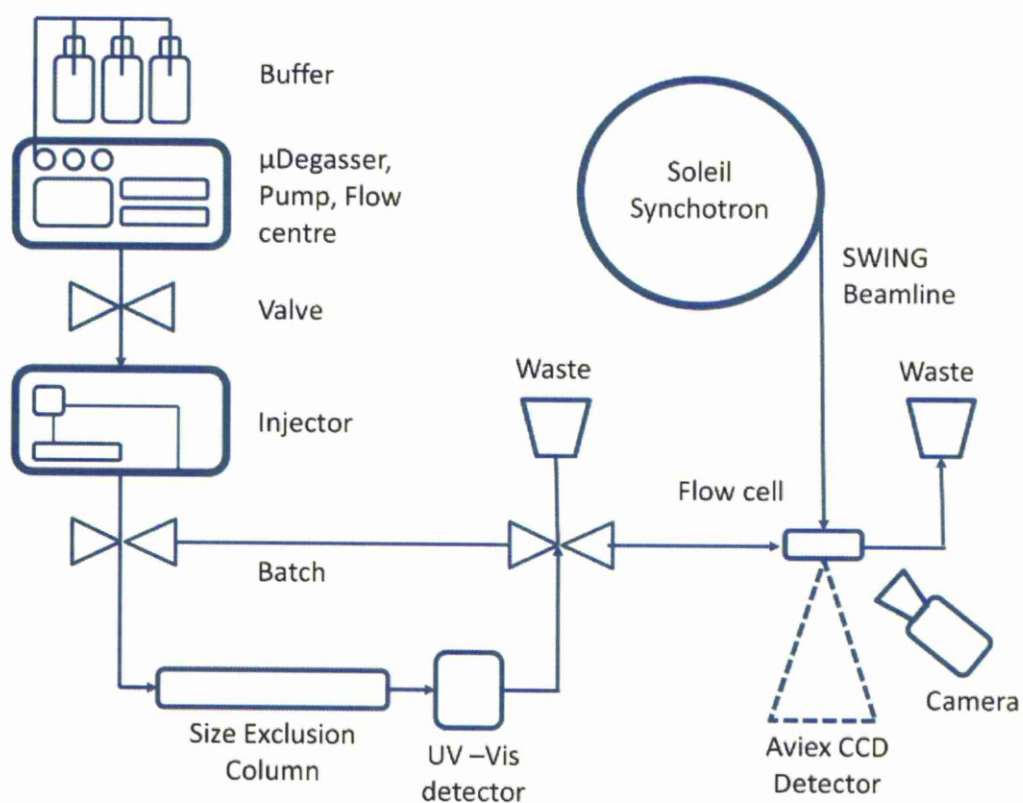 Buffer
µDegasser,
Pump, Flow
centre
Valve
Injector
Batch
Size Exclusion
Column
UV –Vis
detector
Waste
Soleil
Synchotron
SWING
Beamline
Flow cell
Waste
Camera
Aviex CCD
Detector